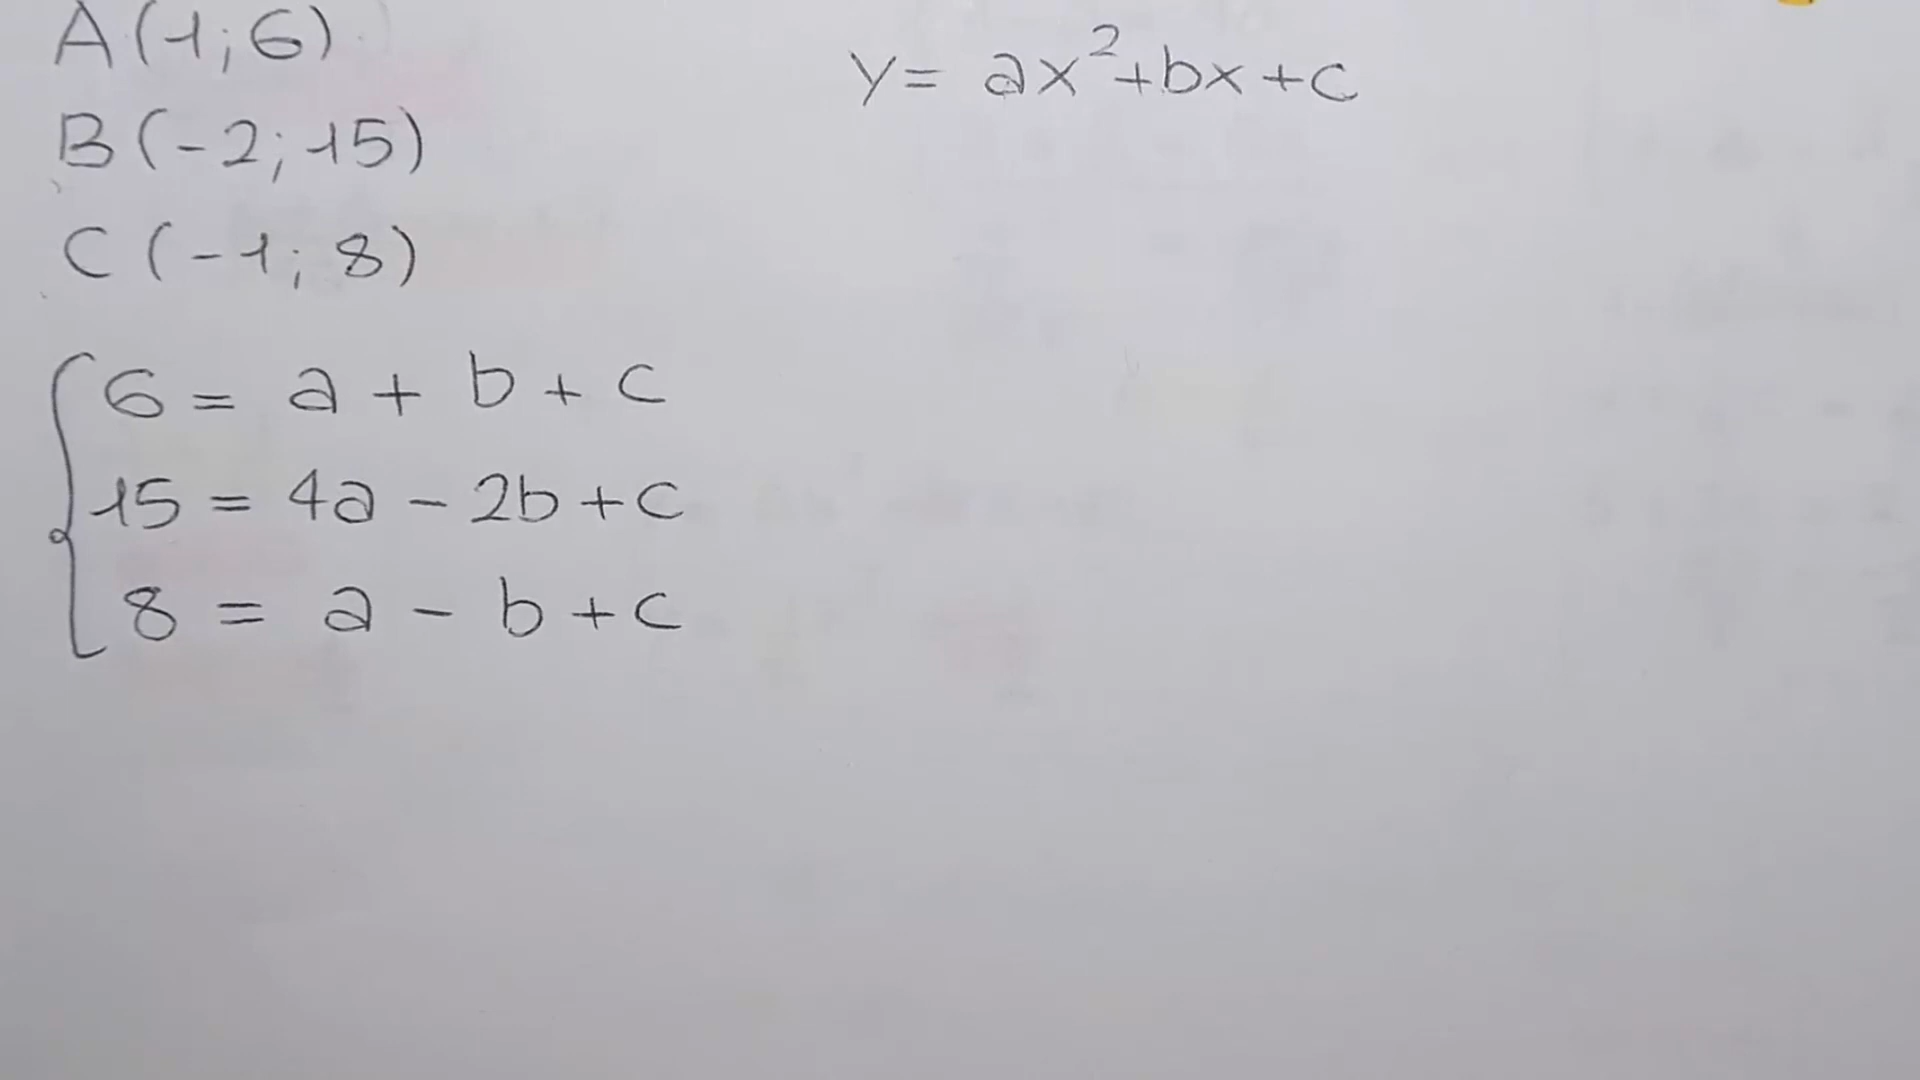 A(1;6)
y= ax²+bx+c
B(-2;15)
C(-1;8)
6 = a + b + c
15 = 4a - 2b + c
8 = a - b + c